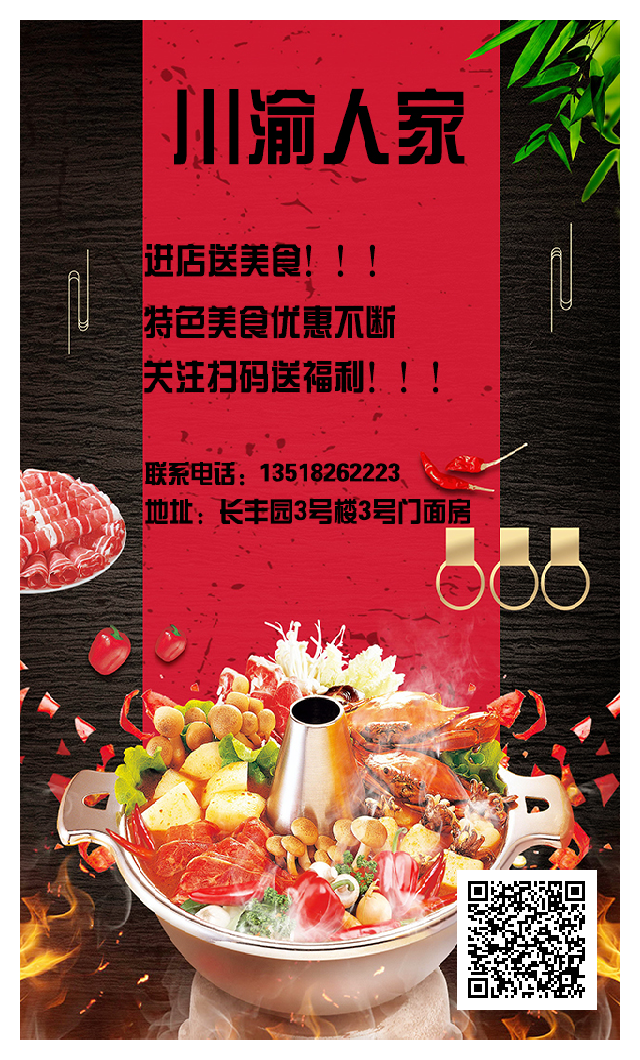 川渝人家
进店送美食！！！
特色美食优惠不断
关注扫码送福利！！！
联系电话：13518262223
地址：长丰园3号楼3号门面房